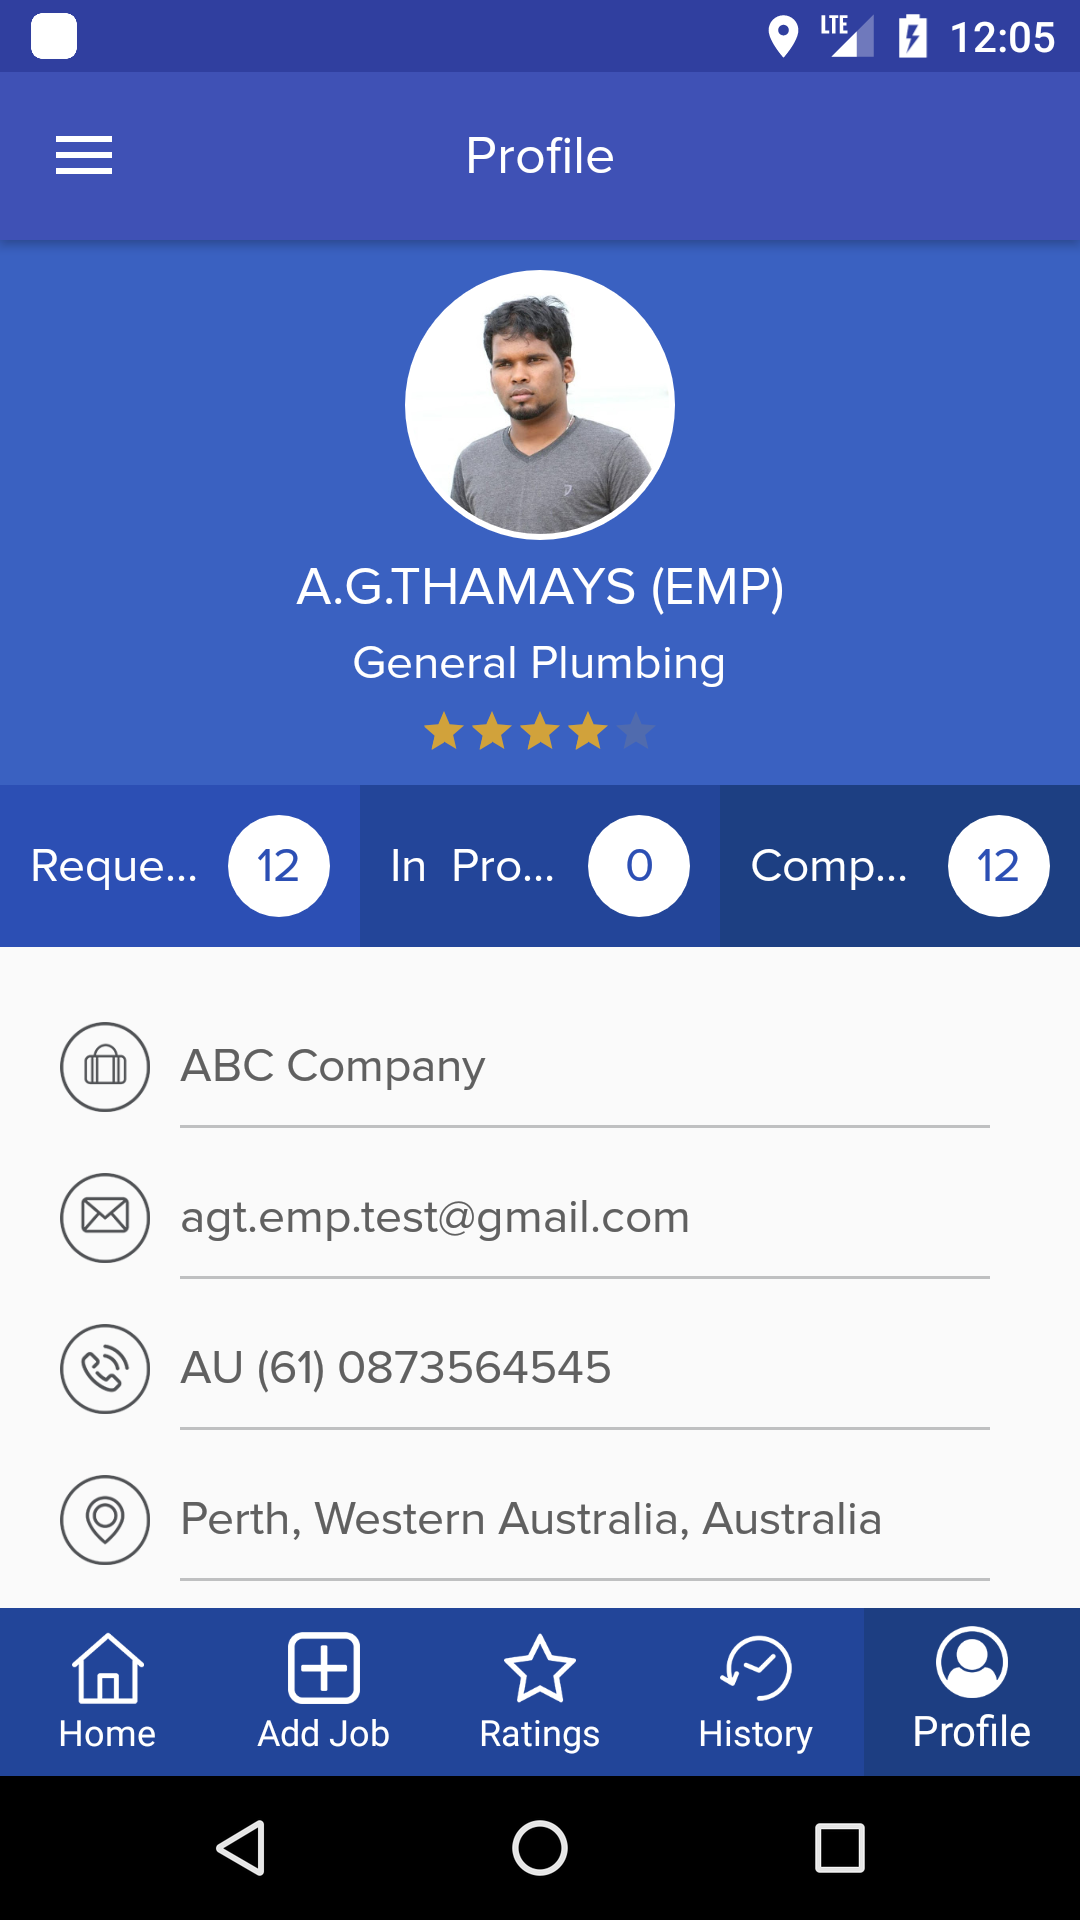 LTE 12:05
Profile
A.G.THAMAYS (EMP)
General Plumbing
Reque... 12 In Pro... 0 Comp... 12
ABC Company
agt.emp.test@gmail.com
AU (61) 0873564545
Perth, Western Australia, Australia
Home Add Job Ratings History Profile